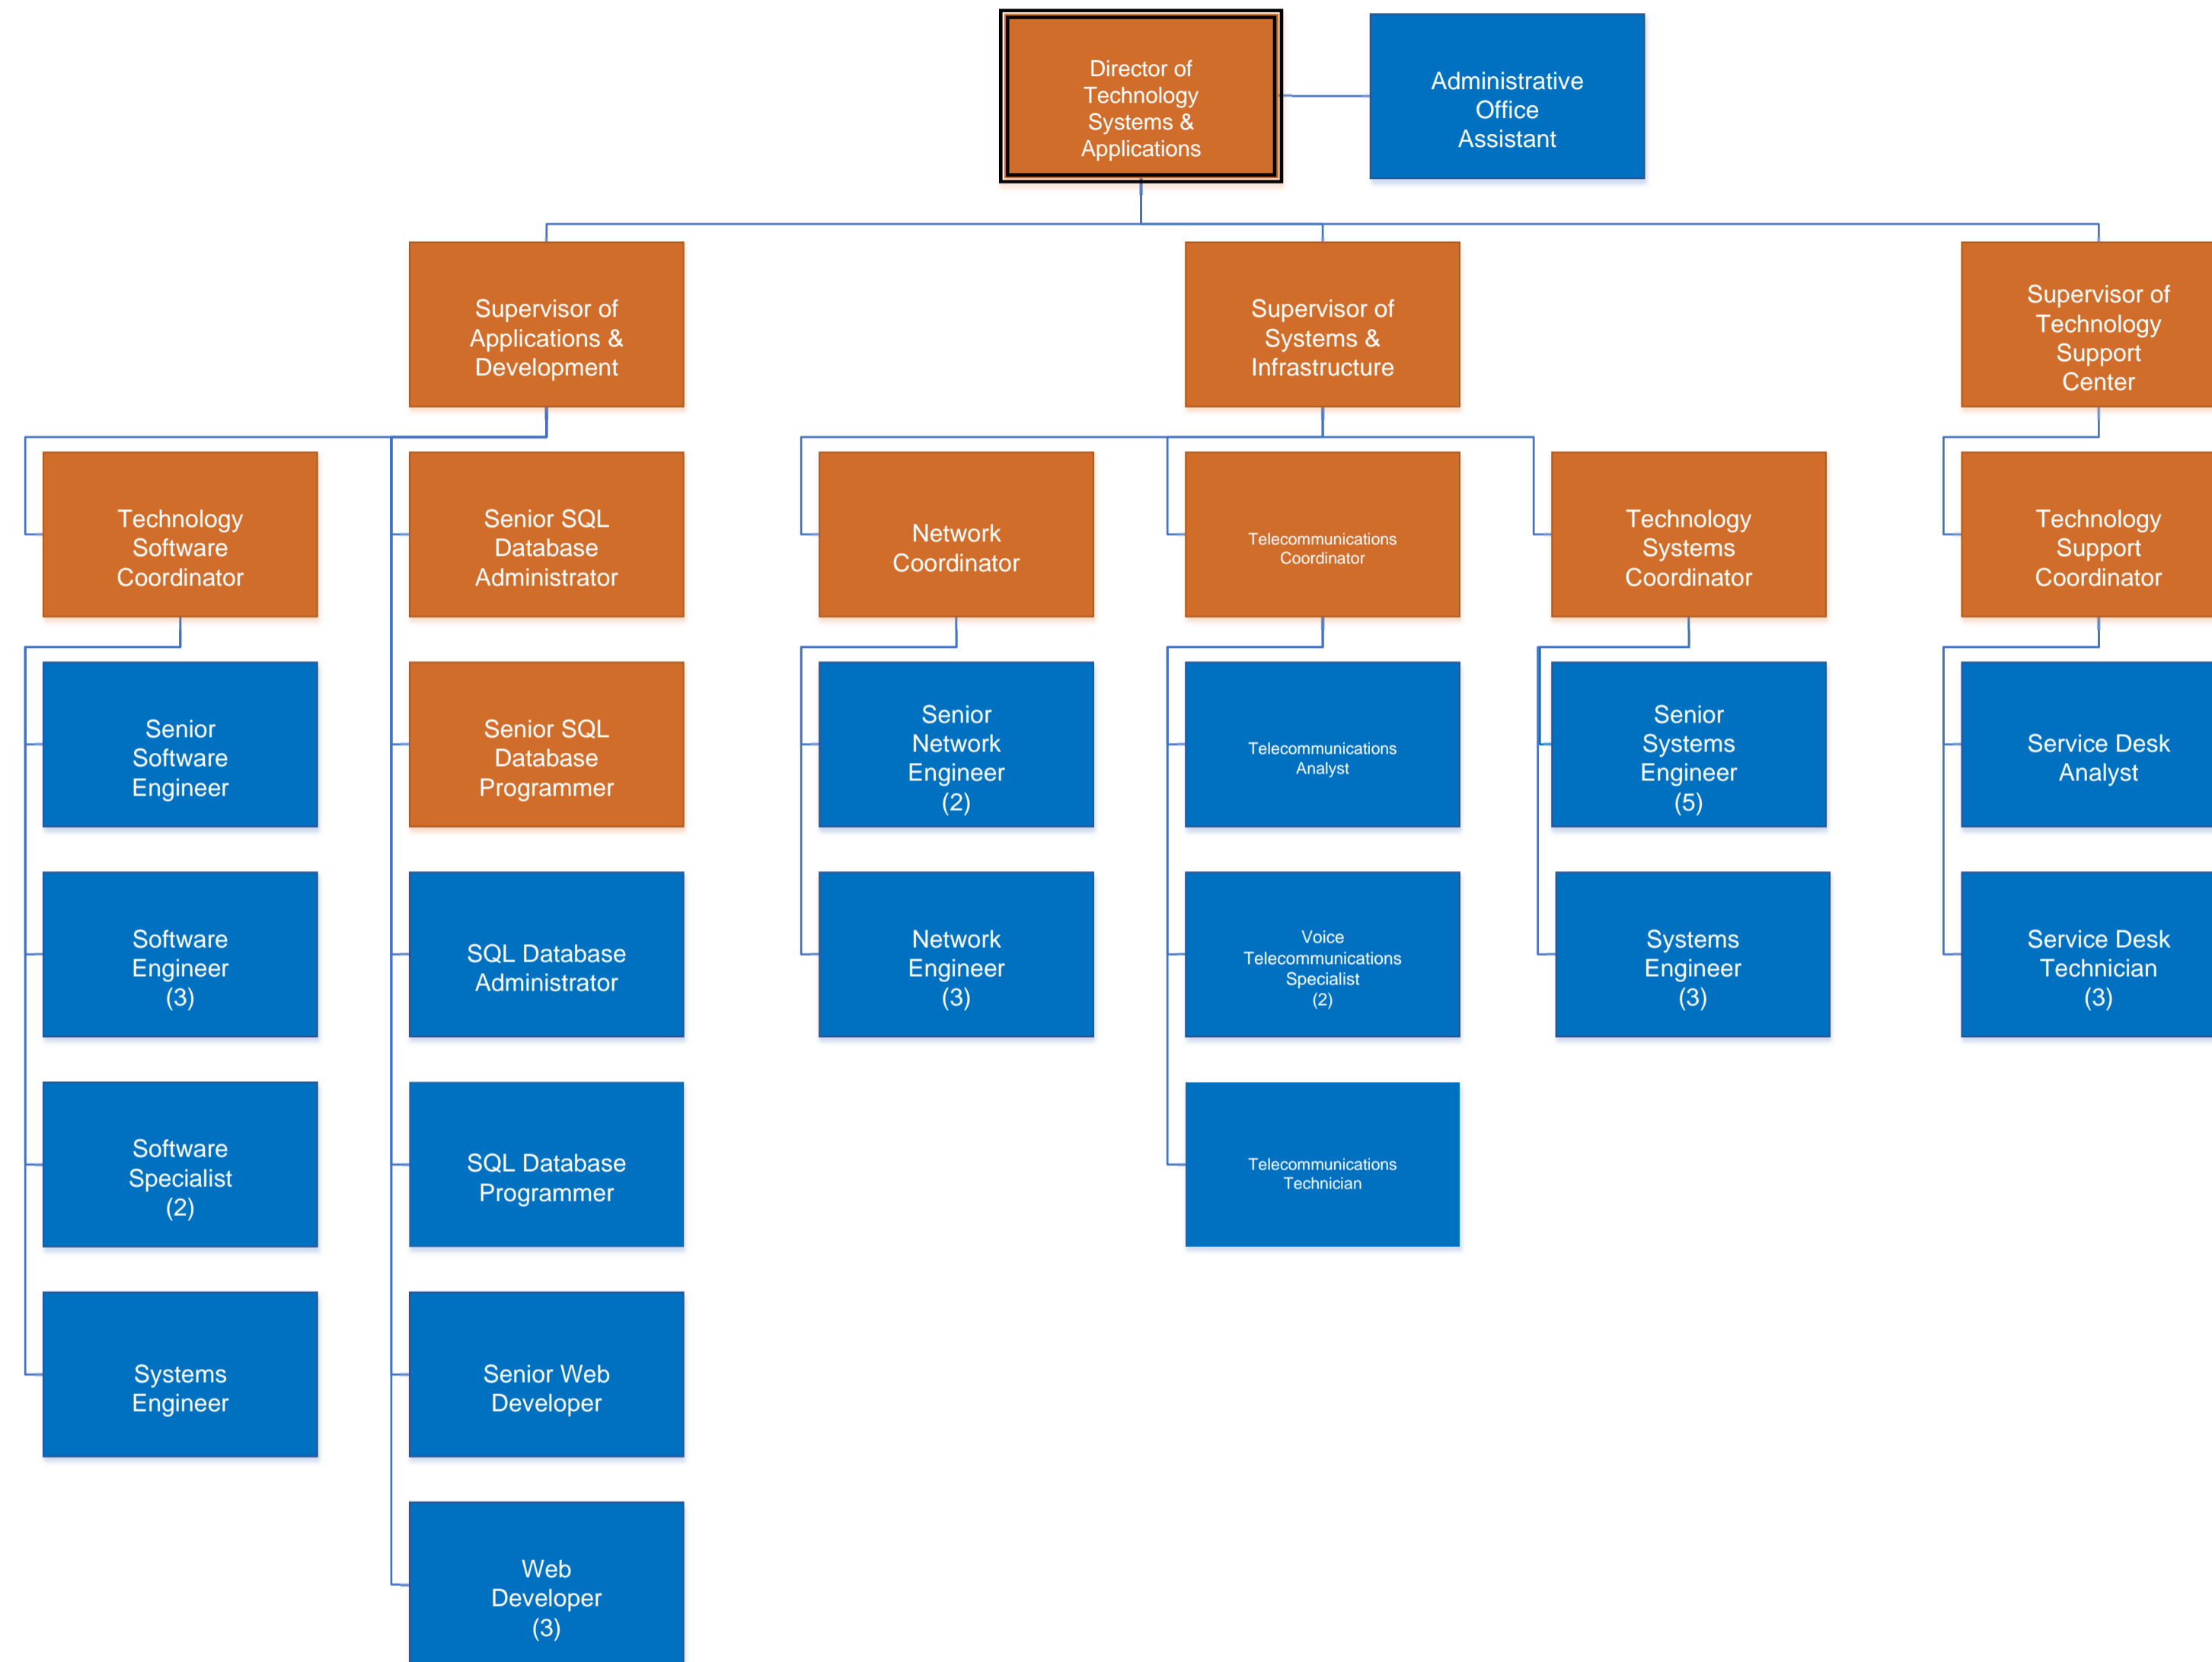 Director of
Technology
Systems &
Applications
Administrative
Office
Assistant
Supervisor of
Applications &
Development
Supervisor of
Systems &
Infrastructure
Supervisor of
Technology
Support
Center
Technology
Software
Coordinator
Senior SQL
Database
Administrator
Network
Coordinator
Telecommunications
Coordinator
Technology
Systems
Coordinator
Technology
Support
Coordinator
Senior
Software
Engineer
Senior SQL
Database
Programmer
Senior
Network
Engineer
(2)
Telecommunications
Analyst
Senior
Systems
Engineer
(5)
Service Desk
Analyst
Software
Engineer
(3)
SQL Database
Administrator
Network
Engineer
(3)
Voice
Telecommunications
Specialist
(2)
Systems
Engineer
(3)
Service Desk
Technician
(3)
Software
Specialist
(2)
SQL Database
Programmer
Telecommunications
Technician
Systems
Engineer
Senior Web
Developer
Web
Developer
(3)